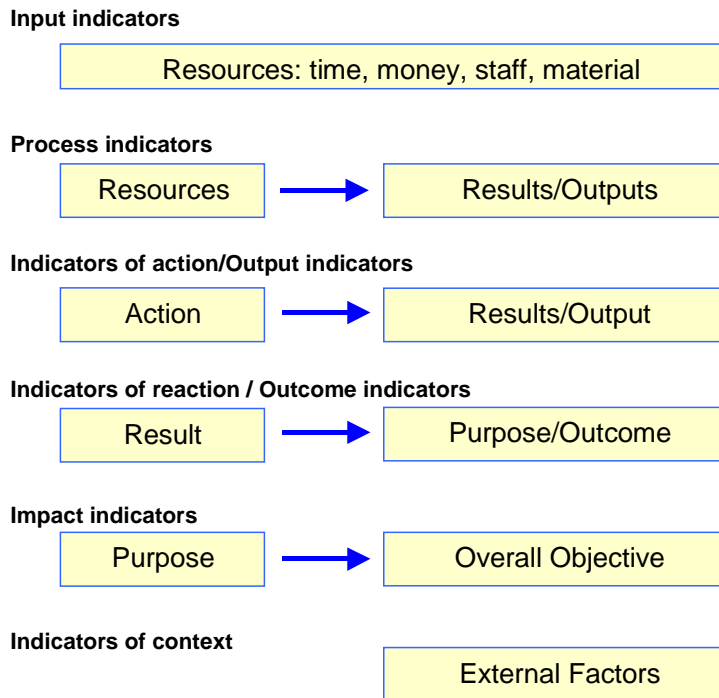 Input indicators
Resources: time, money, staff, material
Process indicators
Resources Results/Outputs
Indicators of action/Output indicators
Action Results/Output
Indicators of reaction / Outcome indicators
Result Purpose/Outcome
Impact indicators
Purpose Overall Objective
Indicators of context
External Factors